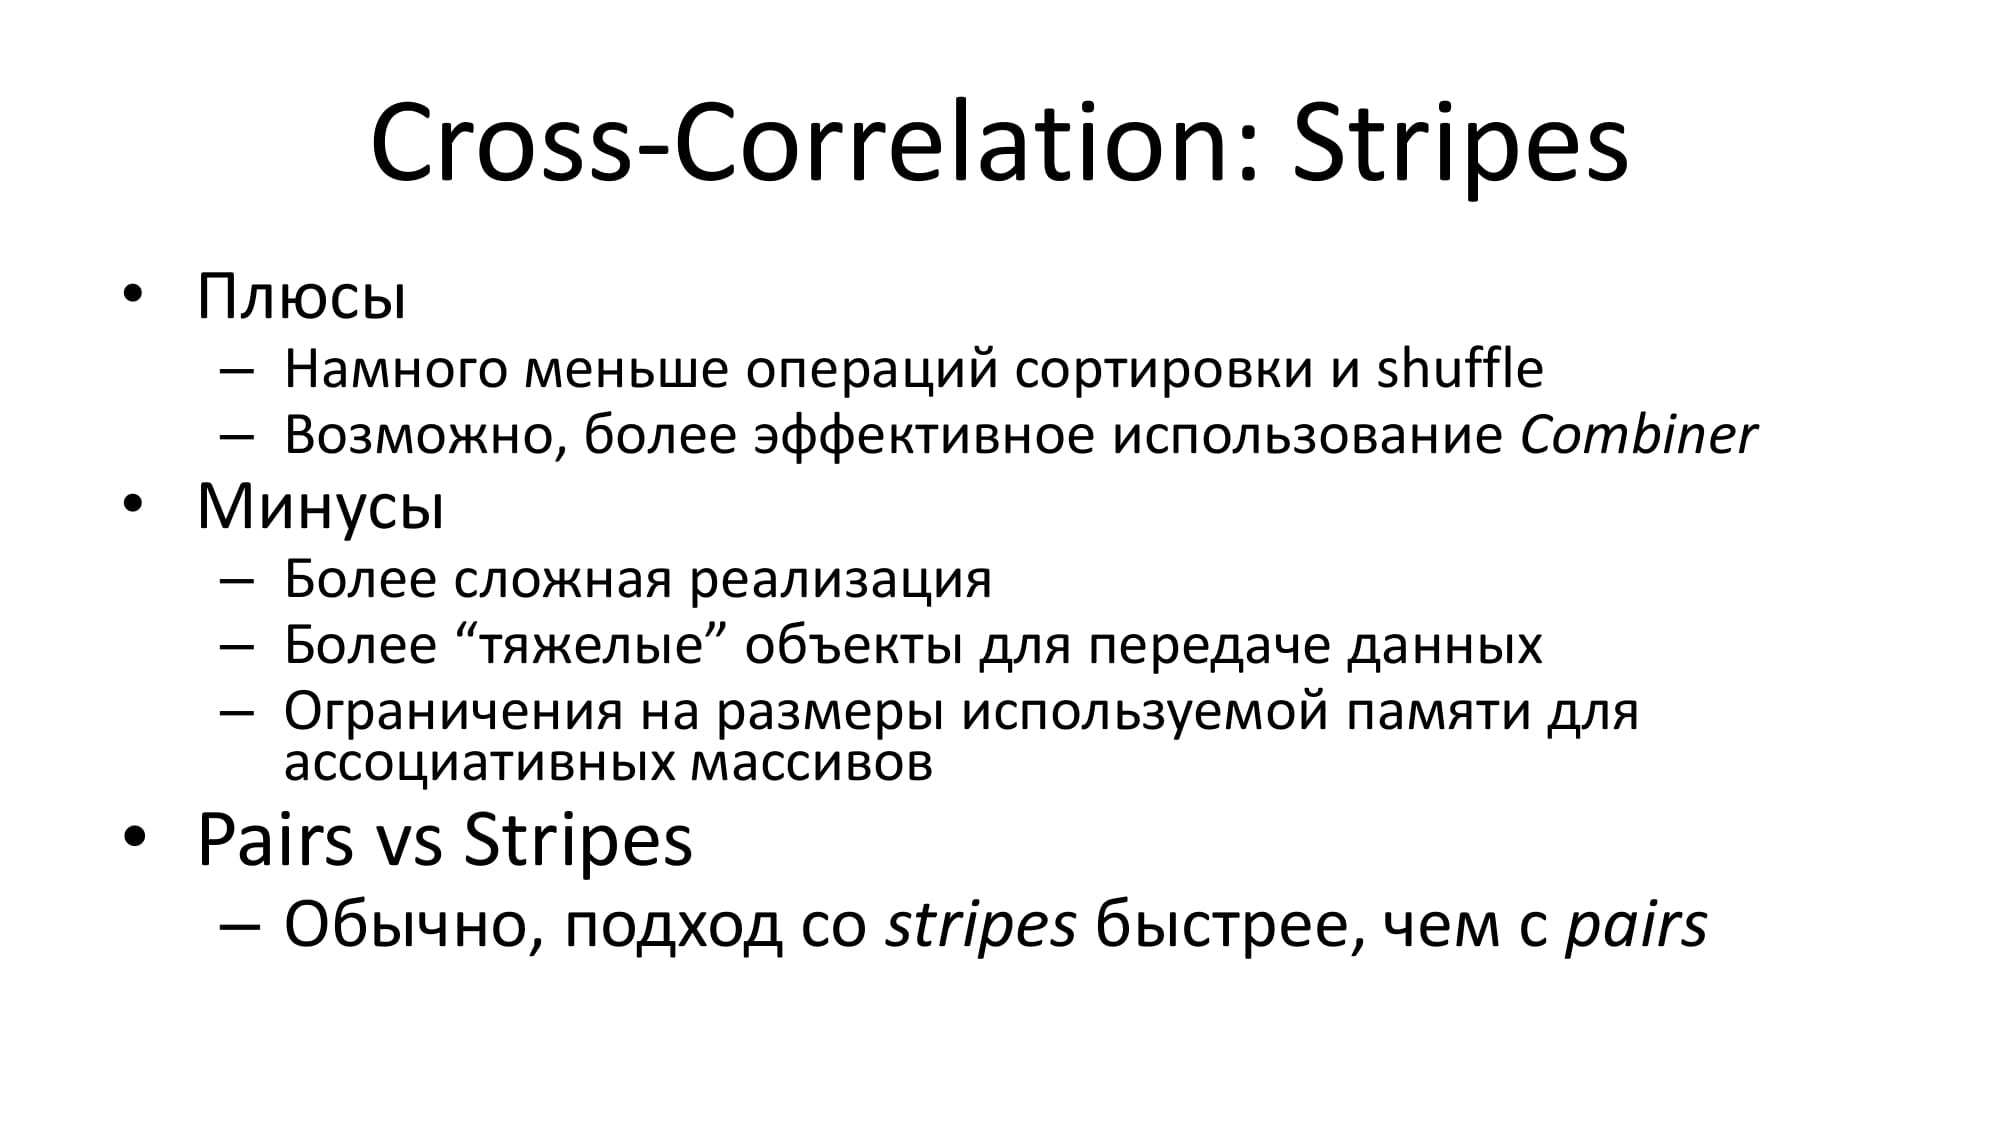 Cross-Correlation: Stripes
• Плюсы
– Намного меньше операций сортировки и shuffle
– Возможно, более эффективное использование Combiner
• Минусы
– Более сложная реализация
– Более “тяжелые” объекты для передаче данных
– Ограничения на размеры используемой памяти для
ассоциативных массивов
• Pairs vs Stripes
– Обычно, подход со stripes быстрее, чем с pairs